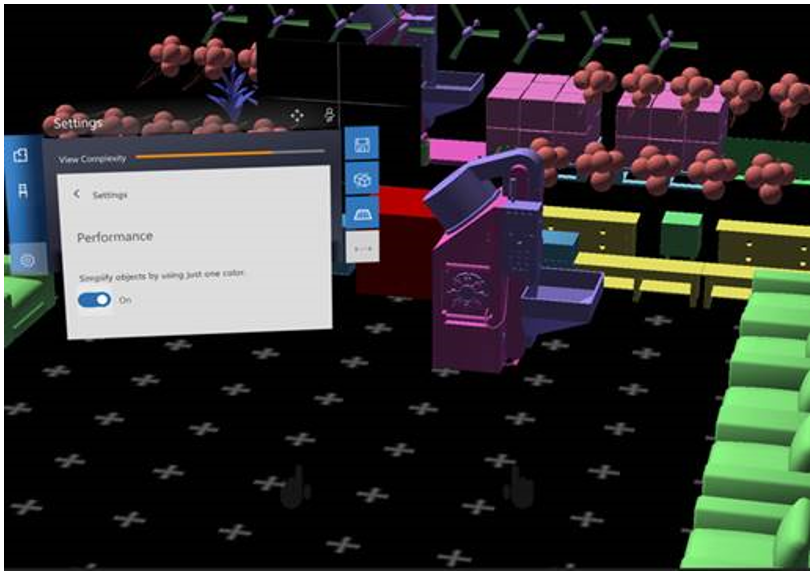 Settings
View Complexity
Settings
Performance
Simplify objects by using just one color.
On